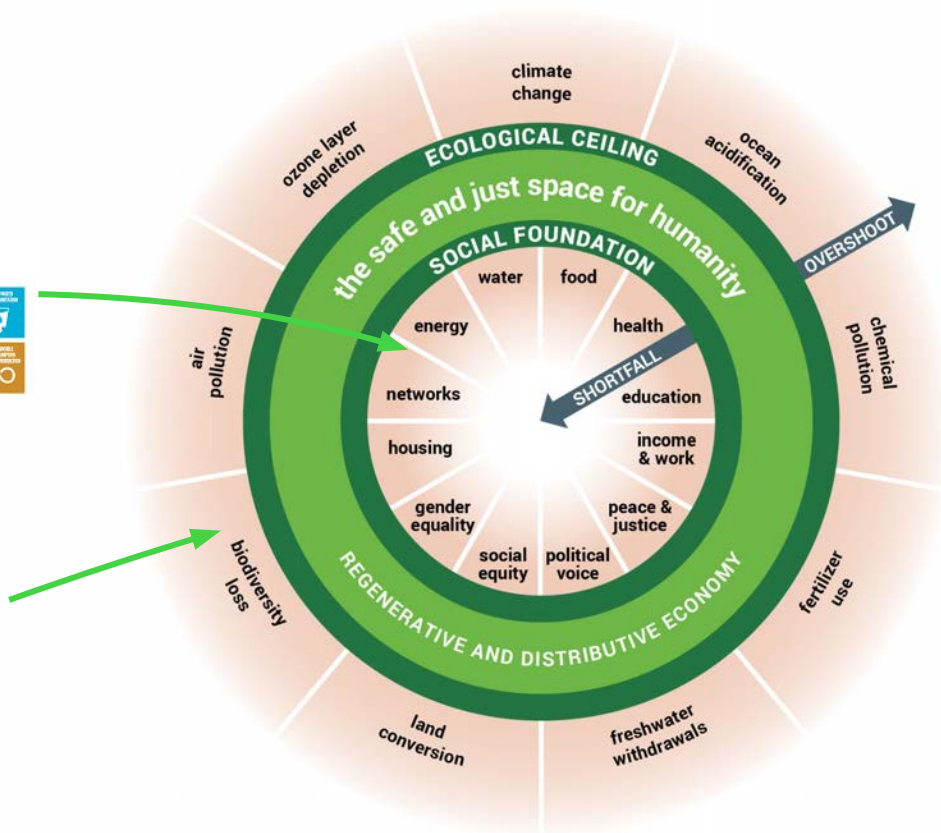 climate
change
ozone layer
depletion
ocean
acidification
ECOLOGICAL CEILING
the safe and just space for humanity
SOCIAL FOUNDATION
OVERSHOOT
water
food
energy
health
SHORTFALL
air
pollution
chemical
pollution
networks
education
housing
income
& work
gender
equality
peace &
justice
social
equity
political
voice
biodiversity
loss
fertilizer
use
REGENERATIVE AND DISTRIBUTIVE ECONOMY
land
conversion
freshwater
withdrawals